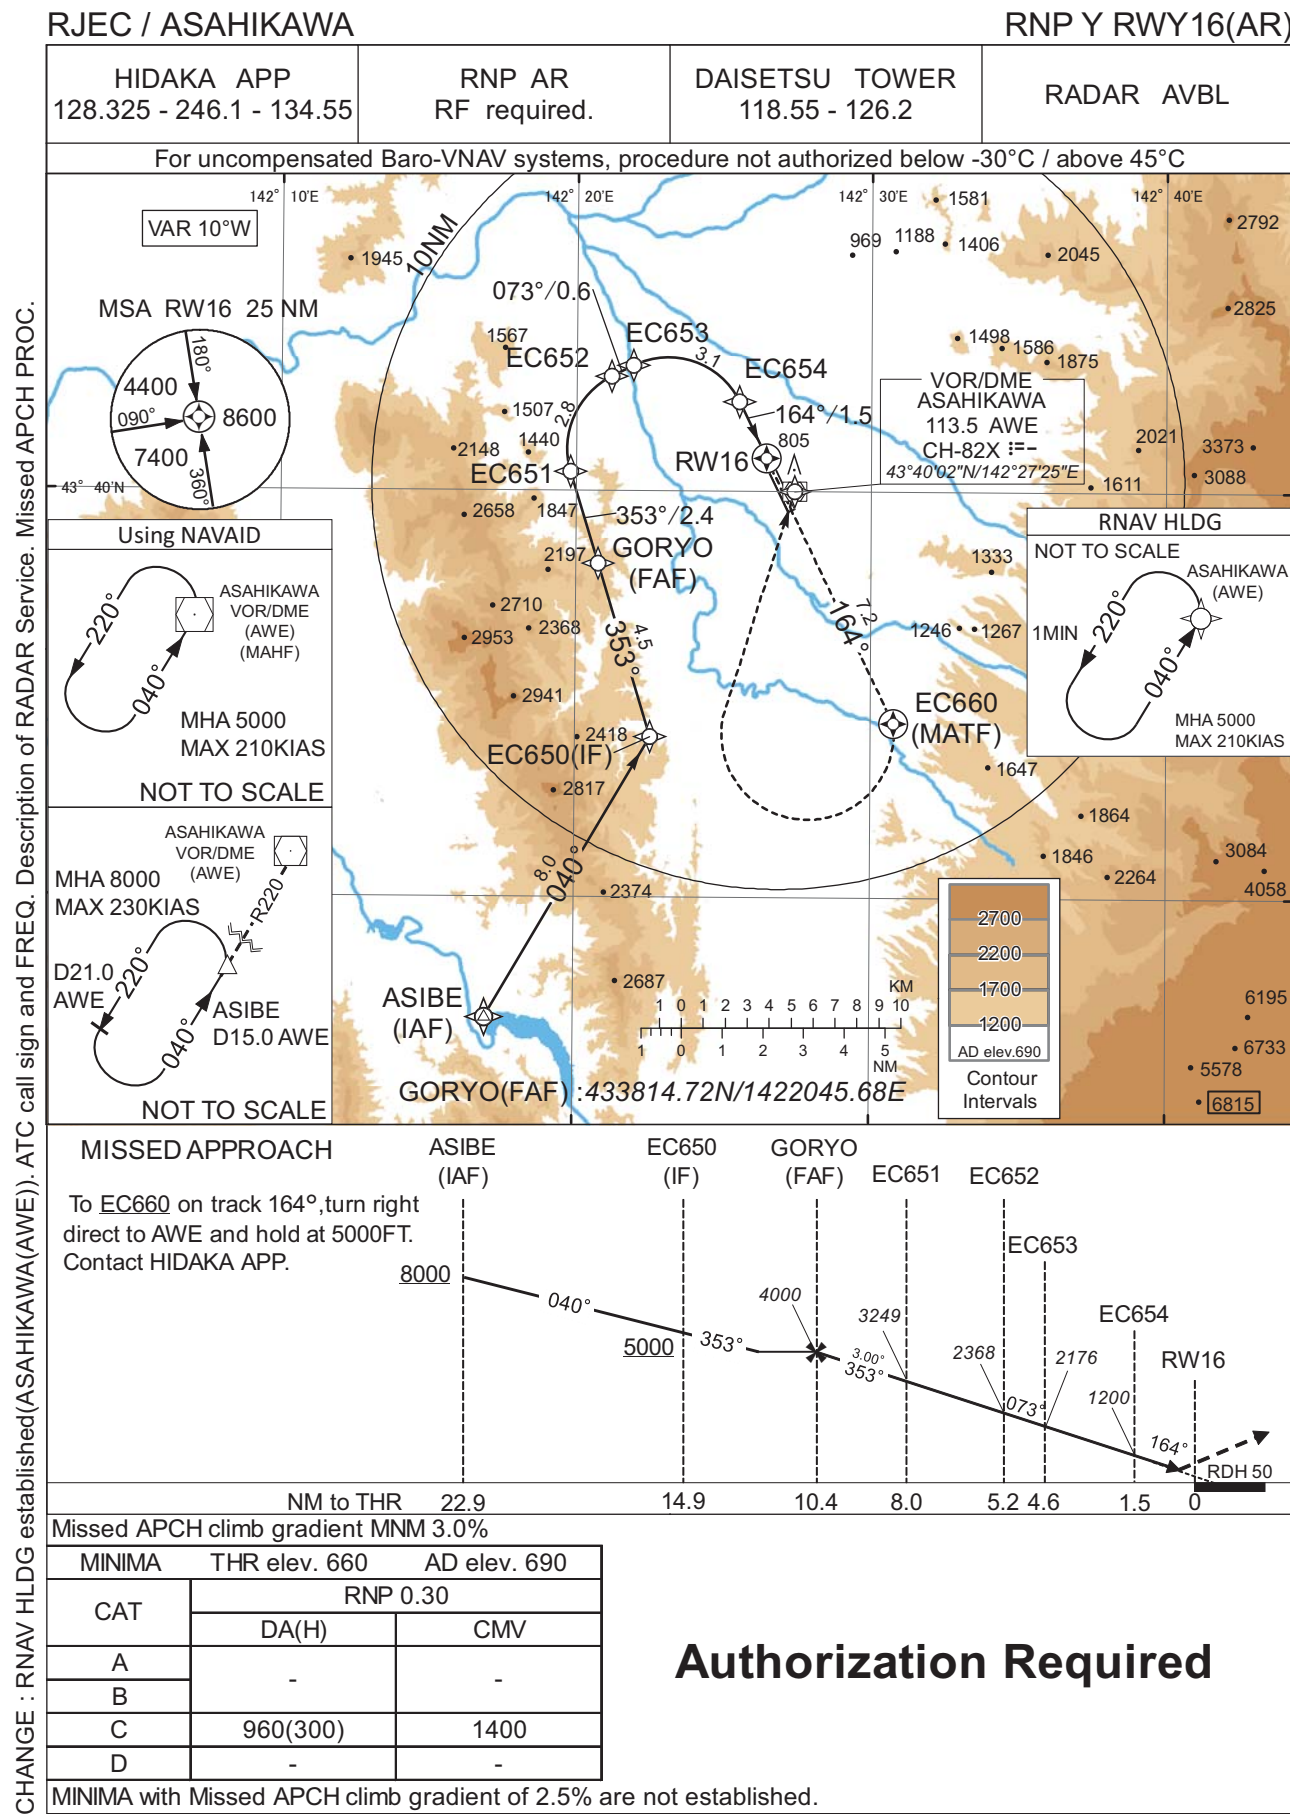 RJEC / ASAHIKAWA
RNP Y RWY16(AR)
HIDAKA APP
128.325 - 246.1 - 134.55
RNP AR
RF required.
DAISETSU TOWER
118.55 - 126.2
RADAR AVBL
For uncompensated Baro-VNAV systems, procedure not authorized below -30°C / above 45°C
142° 10'E
142° 20'E
142° 30'E
142° 40'E
VAR 10°W
1945
10NM
1581
969
1188
1406
2045
2792
2825
MSA RW16 25 NM
180°
4400
090°
8600
7400
360°
073°/0.6
1567
EC652
EC653
3.1
EC654
1498
1586
1875
VOR/DME
ASAHIKAWA
113.5 AWE
CH-82X
43°40'02"N/142°27'25"E
164°/1.5
805
RW16
1507
2.8
1440
2148
EC651
2021
3373
3088
1611
43° 40'N
2658
1847
353°/2.4
GORYO
(FAF)
2197
Using NAVAID
220°
040°
ASAHIKAWA
VOR/DME
(AWE)
(MAHF)
MHA 5000
MAX 210KIAS
NOT TO SCALE
RNAV HLDG
NOT TO SCALE
ASAHIKAWA
(AWE)
1MIN
220°
040°
MHA 5000
MAX 210KIAS
1333
2710
2368
2953
4.5
353°
7.2
164°
1246
1267
2941
EC660
(MATF)
2418
EC650(IF)
1647
2817
1864
1846
2264
3084
4058
8.0
040°
2374
ASAHIKAWA
VOR/DME
(AWE)
MHA 8000
MAX 230KIAS
R220
220°
D21.0
AWE
040°
ASIBE
D15.0 AWE
NOT TO SCALE
2687
ASIBE
(IAF)
KM
1 0 1 2 3 4 5 6 7 8 9 10
1 0 1 2 3 4 5
NM
2700
2200
1700
1200
AD elev.690
Contour
Intervals
6195
6733
5578
6815
GORYO(FAF) :433814.72N/1422045.68E
MISSED APPROACH
To EC660 on track 164°,turn right
direct to AWE and hold at 5000FT.
Contact HIDAKA APP.
ASIBE
(IAF)
EC650
(IF)
GORYO
(FAF)
EC651
EC652
EC653
EC654
RW16
8000
040°
5000
353°
4000
3249
3.00°
353°
2368
073°
2176
1200
164°
RDH 50
NM to THR 22.9 14.9 10.4 8.0 5.2 4.6 1.5 0
Missed APCH climb gradient MNM 3.0%
MINIMA THR elev. 660 AD elev. 690
CAT
RNP 0.30
DA(H) CMV
A
- -
B
C 960(300) 1400
D - -
MINIMA with Missed APCH climb gradient of 2.5% are not established.
Authorization Required
CHANGE : RNAV HLDG established(ASAHIKAWA(AWE)). ATC call sign and FREQ. Description of RADAR Service. Missed APCH PROC.